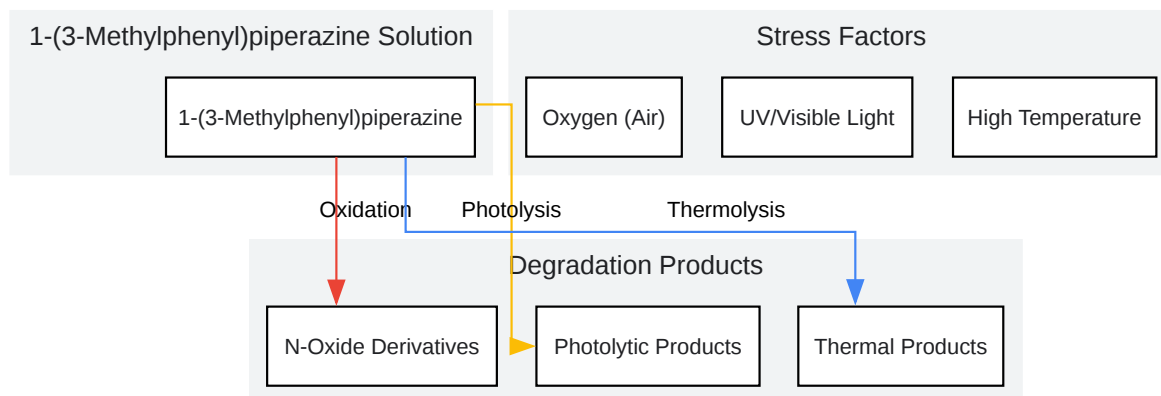 1-(3-Methylphenyl)piperazine Solution
Stress Factors
1-(3-Methylphenyl)piperazine
Oxygen (Air)
UV/Visible Light
High Temperature
Oxidation
Photolysis
Thermolysis
Degradation Products
N-Oxide Derivatives
Photolytic Products
Thermal Products